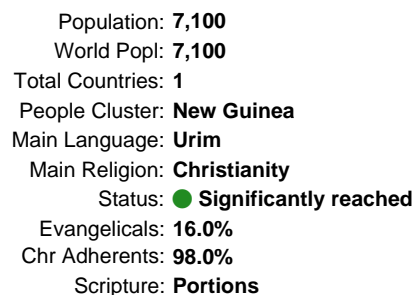 Population: 7,100
World Popl: 7,100
Total Countries: 1
People Cluster: New Guinea
Main Language: Urim
Main Religion: Christianity
Status: Significantly reached
Evangelicals: 16.0%
Chr Adherents: 98.0%
Scripture: Portions